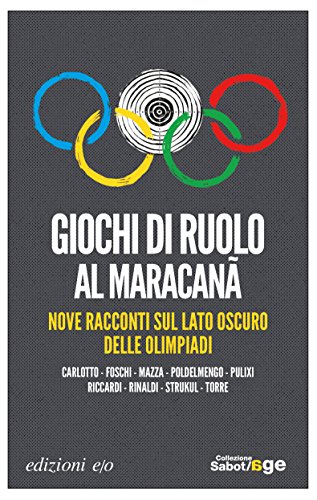 GIOCHI DI RUOLO
AL MARACANÃ
NOVE RACCONTI SUL LATO OSCURO
DELLE OLIMPIADI
CARLOTTO - FOSCHI - MAZZA - POLDELMENGO - PULIXI
RICCARDI - RINALDI - STRUKUL - TORRE
edizioni e/o
Collezione
Sabot/age